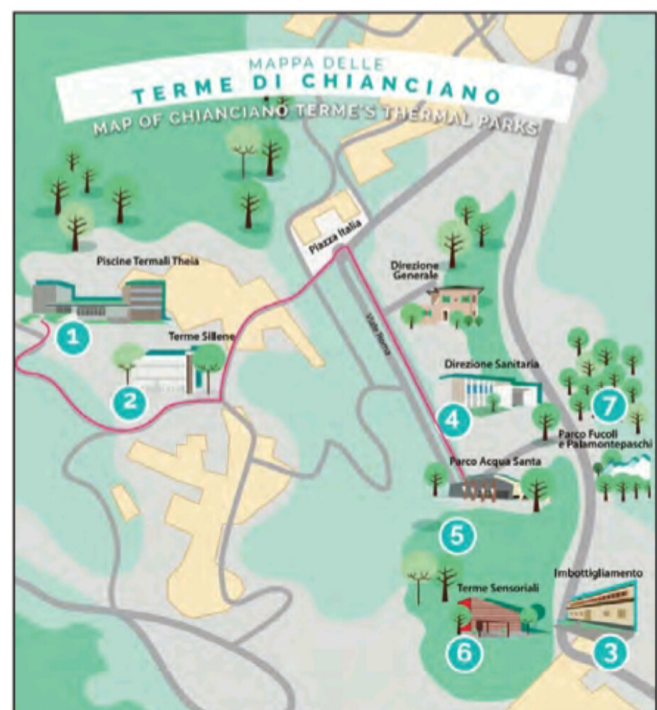 MAPPA DELLE
TERME DI CHIANCIANO
MAP OF CHIANCIANO TERME'S THERMAL PARKS
Piazza Italia
Piscine Termali Theia
Direzione
Generale
1
Viale Roma
Terme Sillene
2
Direzione Sanitaria
4
7
Parco Fucoli
e Palamontepaschi
Parco Acqua Santa
5
Imbottigliamento
Terme Sensoriali
6
3